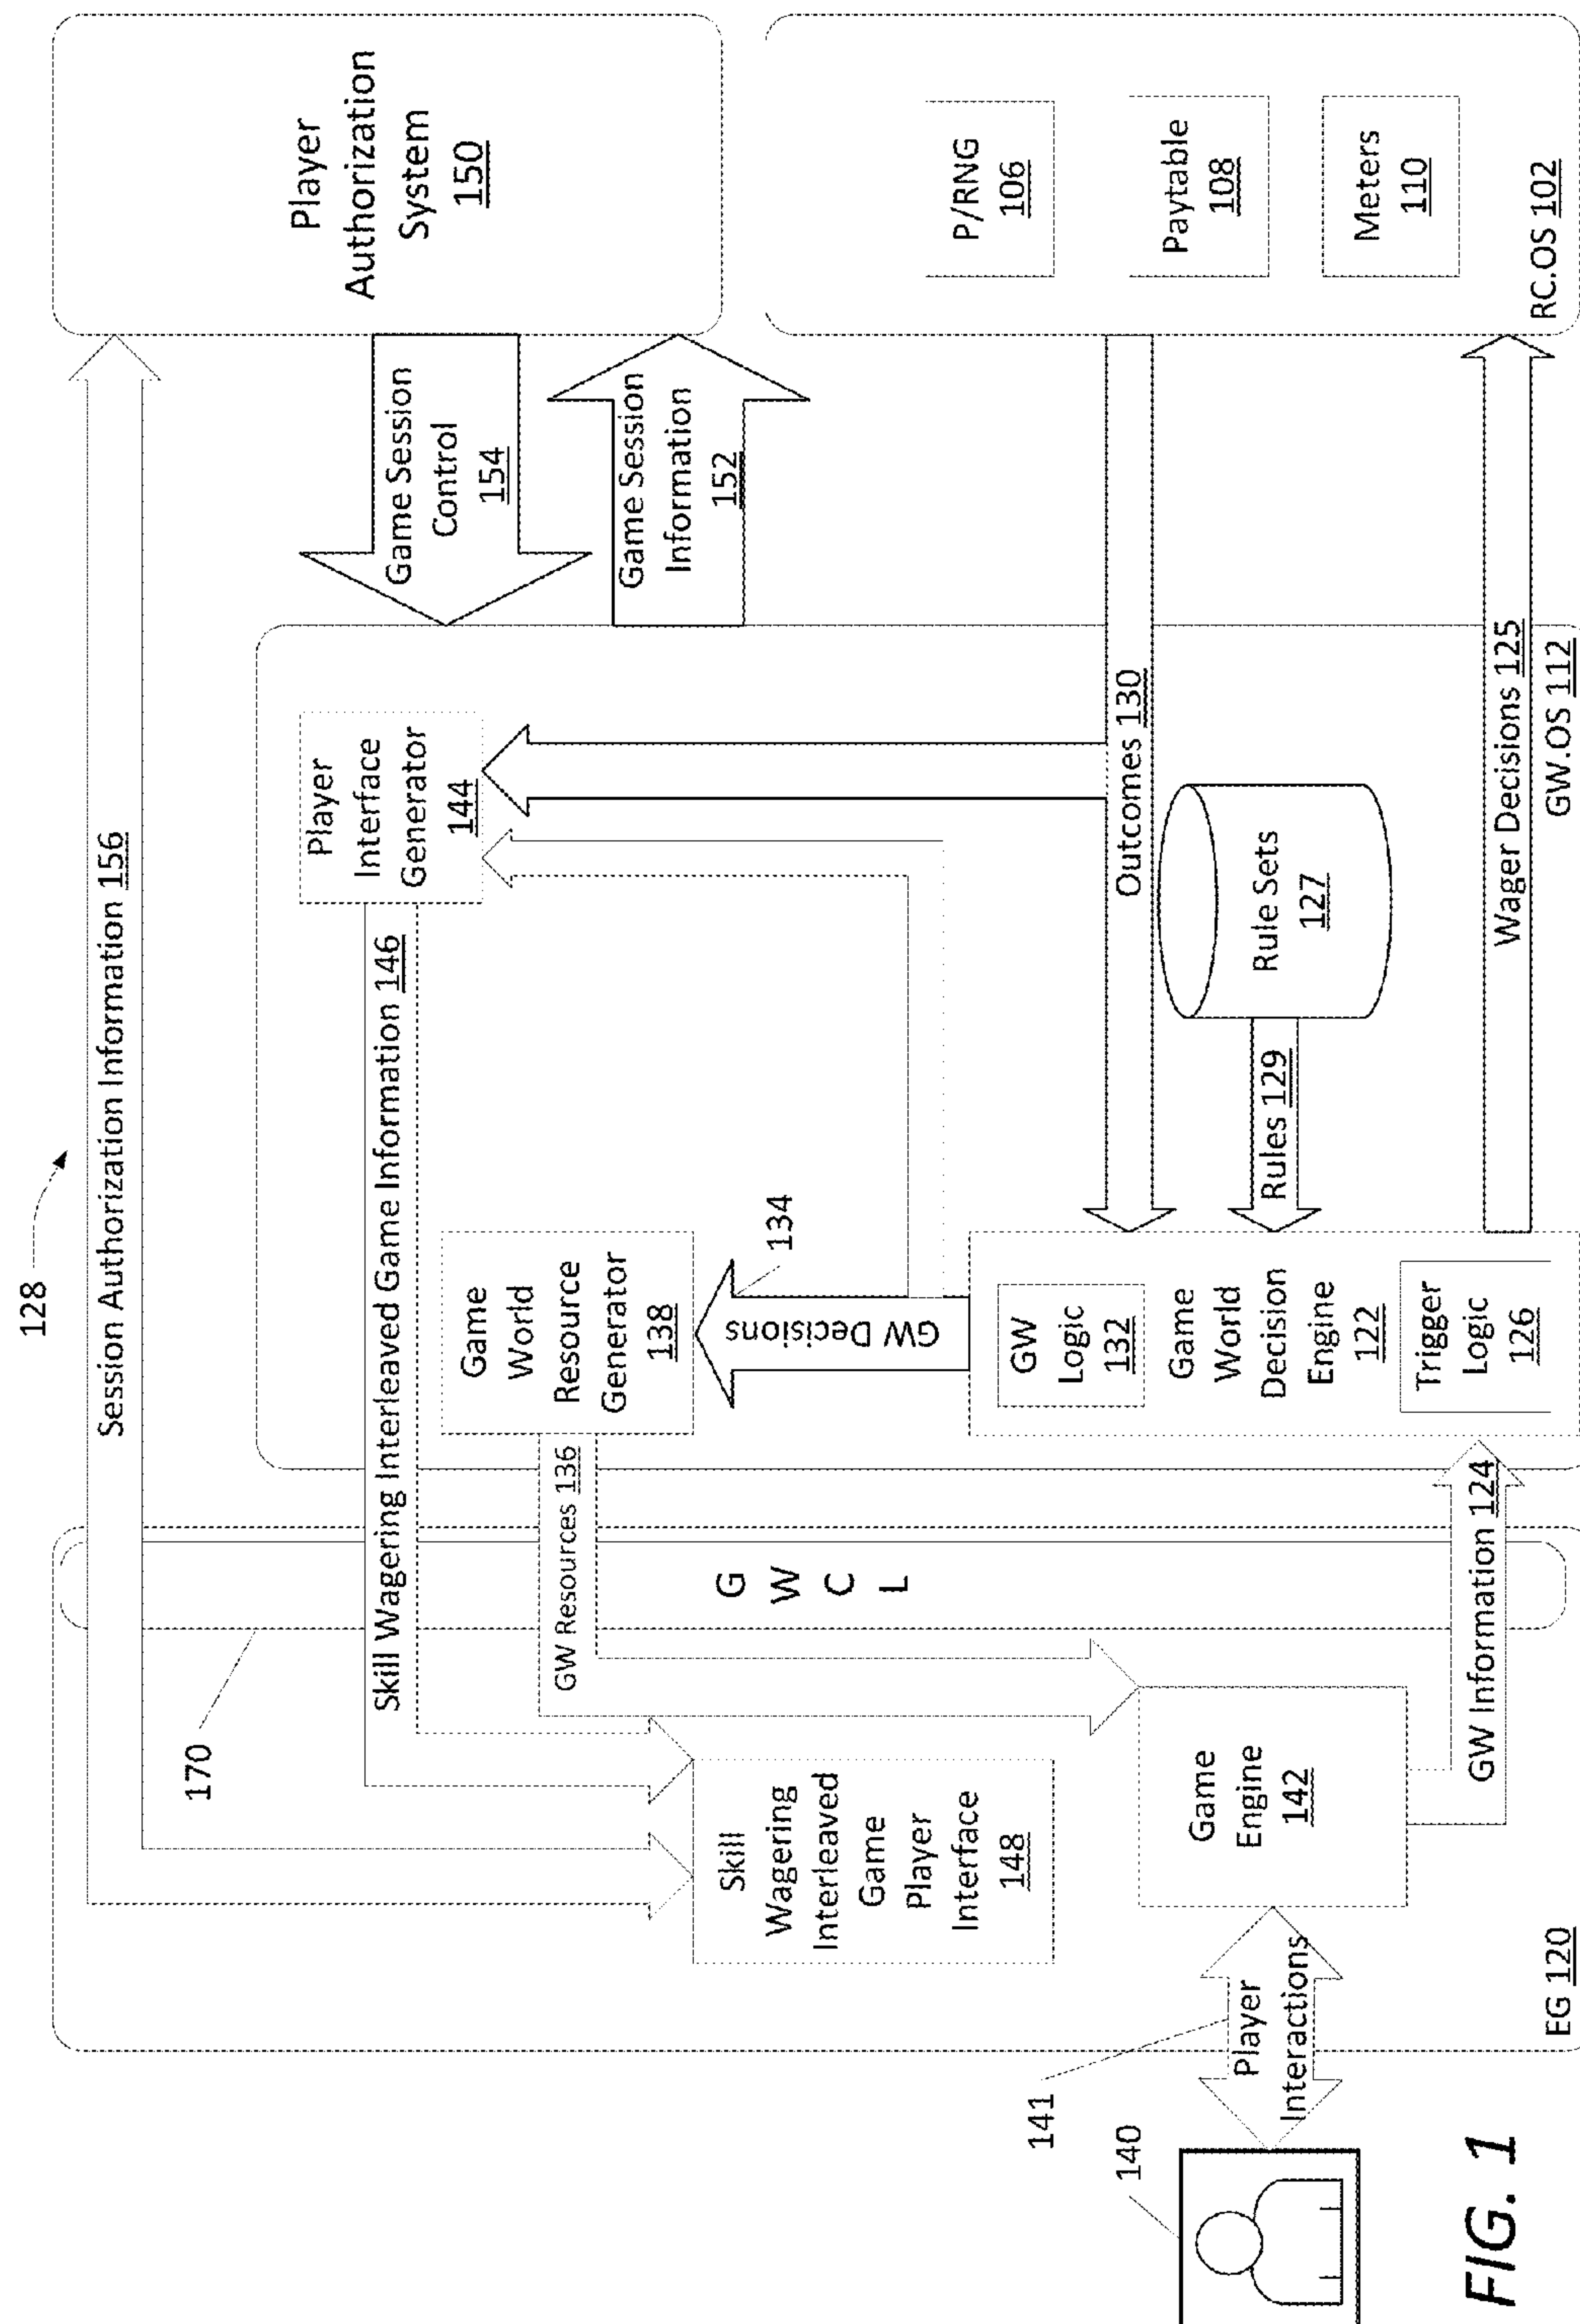 128
Session Authorization Information 156
Player
Authorization
System
150
Game Session
Control
154
Game Session
Information
152
Skill Wagering Interleaved Game Information 146
Player
Interface
Generator
144
170
GW Resources 136
Game
World
Resource
Generator
138
134
GW Decisions
G
W
C
L
Skill
Wagering
Interleaved
Game
Player
Interface
148
P/RNG
106
Paytable
108
Meters
110
RC.OS 102
Outcomes 130
Rule Sets
127
Rules 129
GW
Logic
132
Game
World
Decision
Engine
122
Trigger
Logic
126
Wager Decisions 125
GW.OS 112
GW Information 124
Game
Engine
142
Player
Interactions
141
140
EG 120
FIG. 1